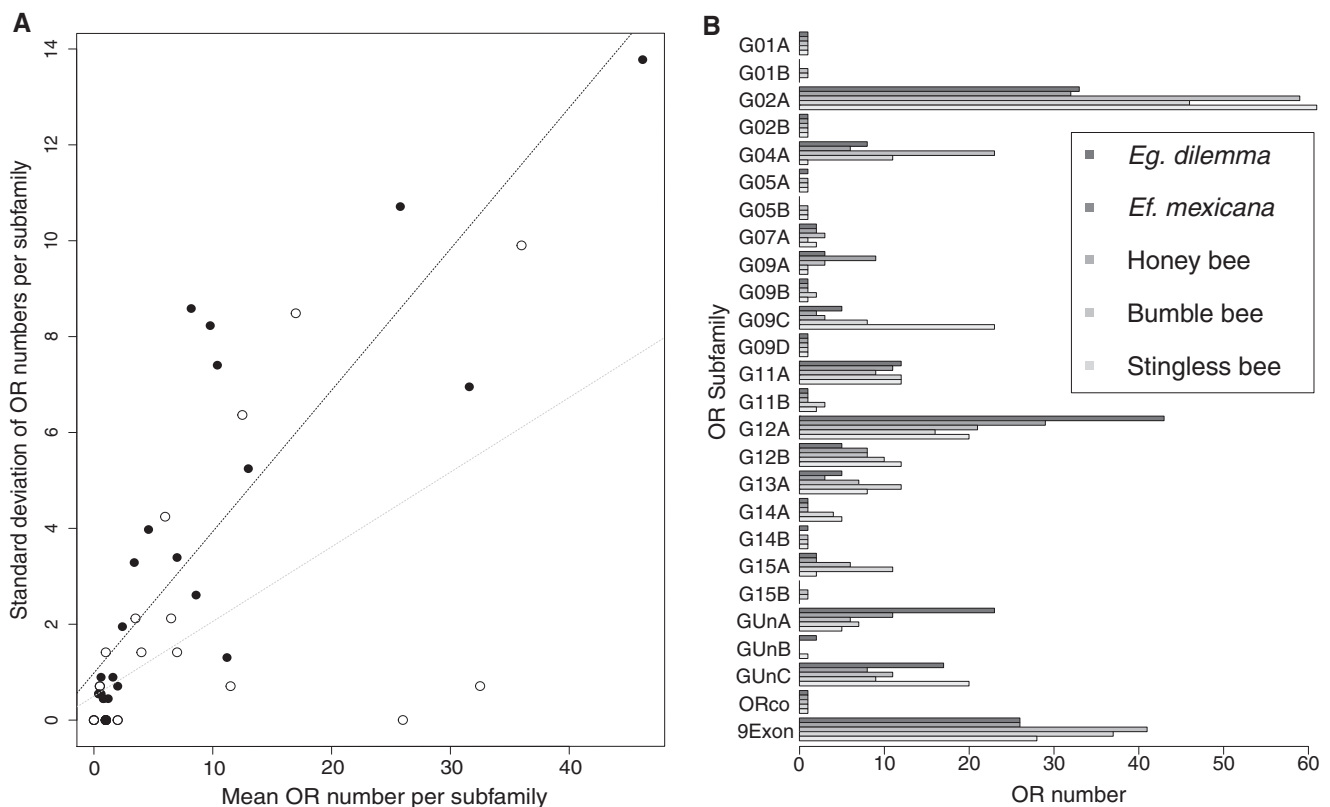 A
Standard deviation of OR numbers per subfamily
14
12
10
8
6
4
2
0
0 10 20 30 40
Mean OR number per subfamily
B
OR Subfamily
G01A
G01B
G02A
G02B
G04A
G05A
G05B
G07A
G09A
G09B
G09C
G09D
G11A
G11B
G12A
G12B
G13A
G14A
G14B
G15A
G15B
GUnA
GUnB
GUnC
ORco
9Exon
0 10 20 30 40 50 60
OR number
Eg. dilemma
Ef. mexicana
Honey bee
Bumble bee
Stingless bee